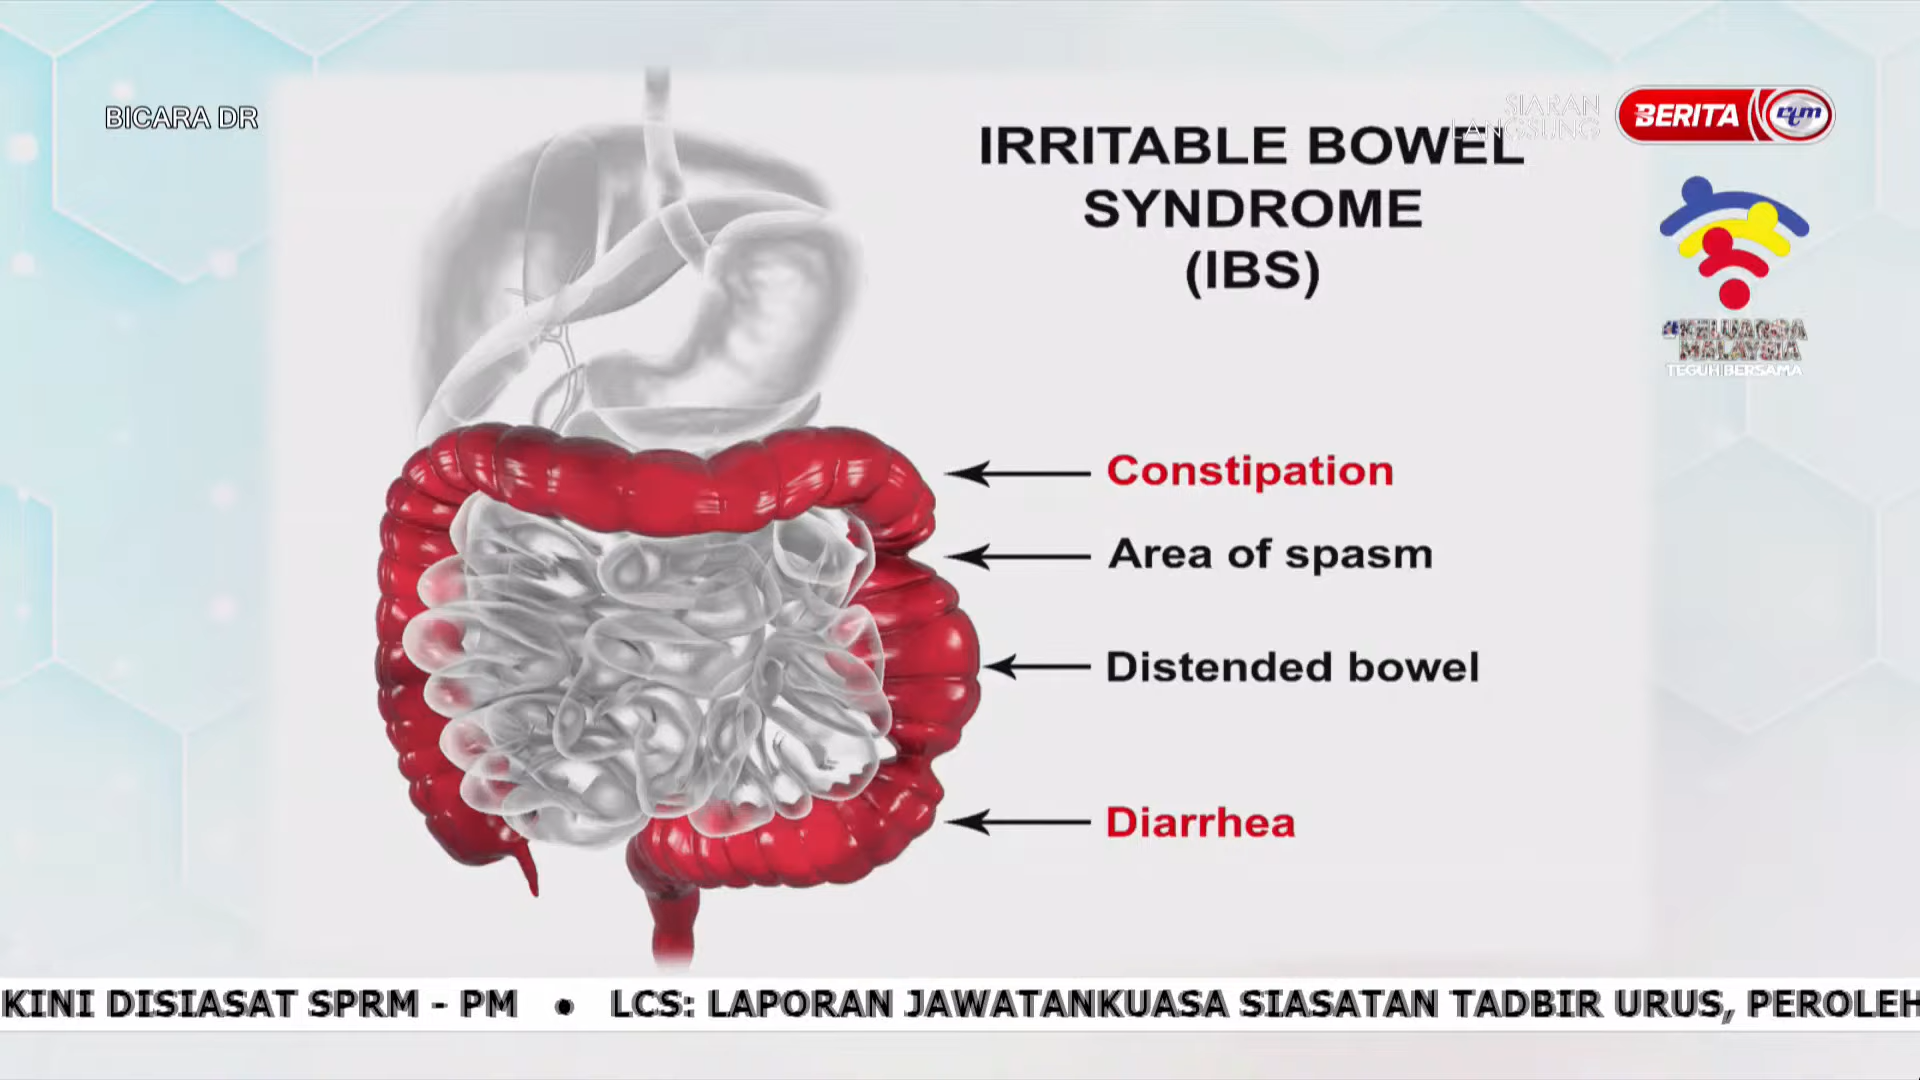 BICARA DR
SIARAN
LANGSUNG
BERITA rtm
IRRITABLE BOWEL
SYNDROME
(IBS)
#KELUARGA
MALAYSIA
TEGUH BERSAMA
Constipation
Area of spasm
Distended bowel
Diarrhea
KINI DISIASAT SPRM - PM • LCS: LAPORAN JAWATANKUASA SIASATAN TADBIR URUS, PEROLEH